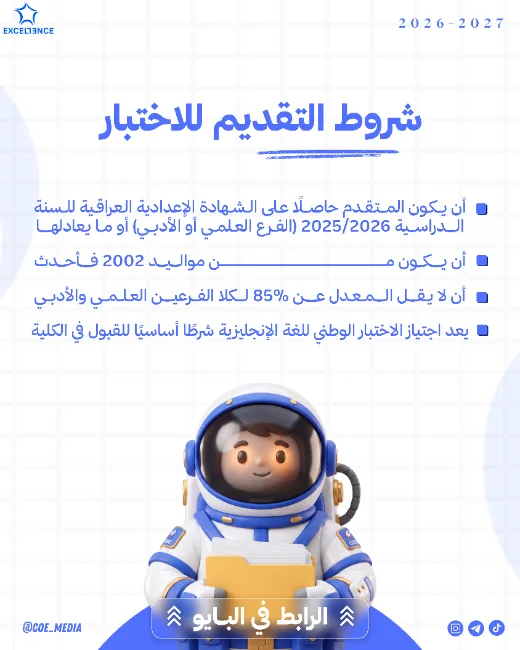 EXCELLENCE
2026-2027
شروط التقديم للاختبار
أن يكون المتقدم حاصلًا على الشهادة الإعدادية العراقية للسنة
الدراسية 2025/2026 (الفرع العلمي أو الأدبي) أو ما يعادلها
أن يكون من مواليد 2002 فأحدث
أن لا يقل المعدل عن 85% لكلا الفرعين العلمي والأدبي
يعد اجتياز الاختبار الوطني للغة الإنجليزية شرطًا أساسيًا للقبول في الكلية
الرابط في البايو
@COE_MEDIA